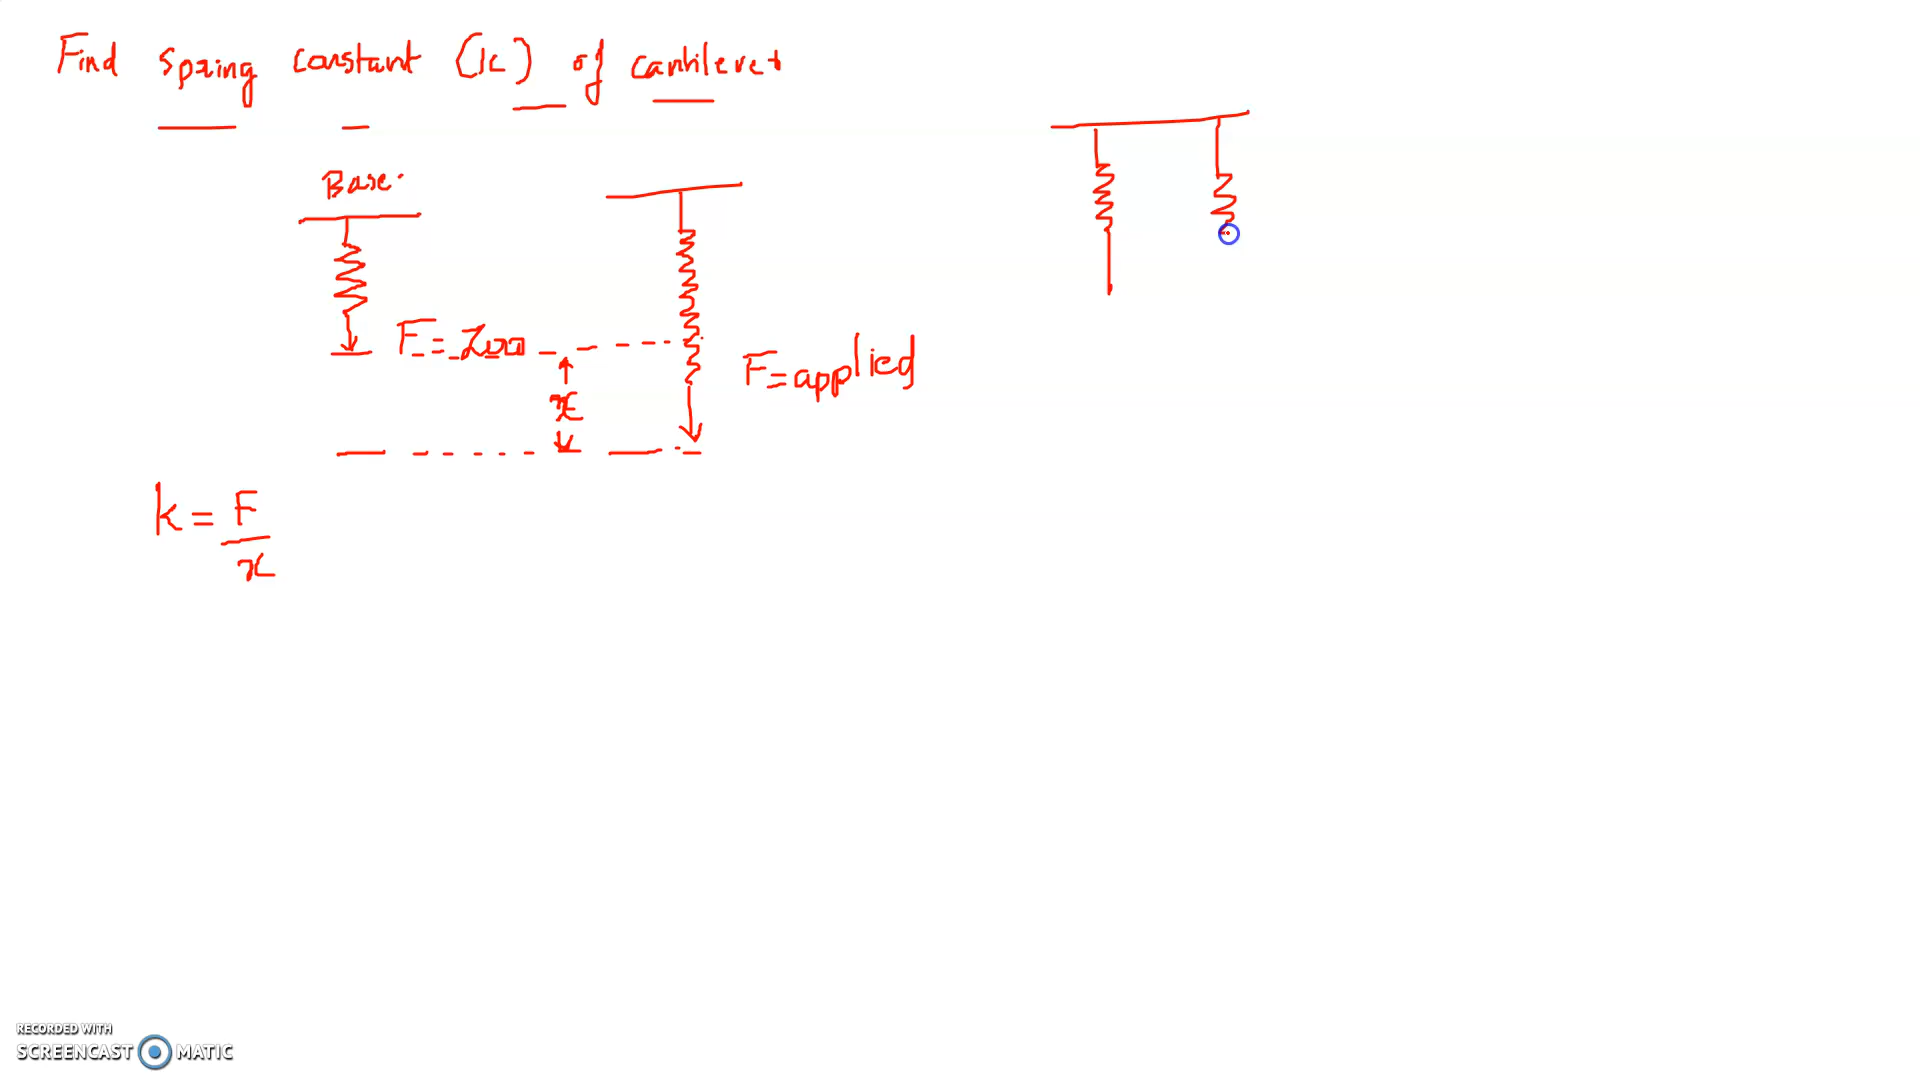 Find spring constant (k) of cantilever
Base.
F = Zero
x
F = applied
k = F
x
RECORDED WITH
SCREENCAST MATIC